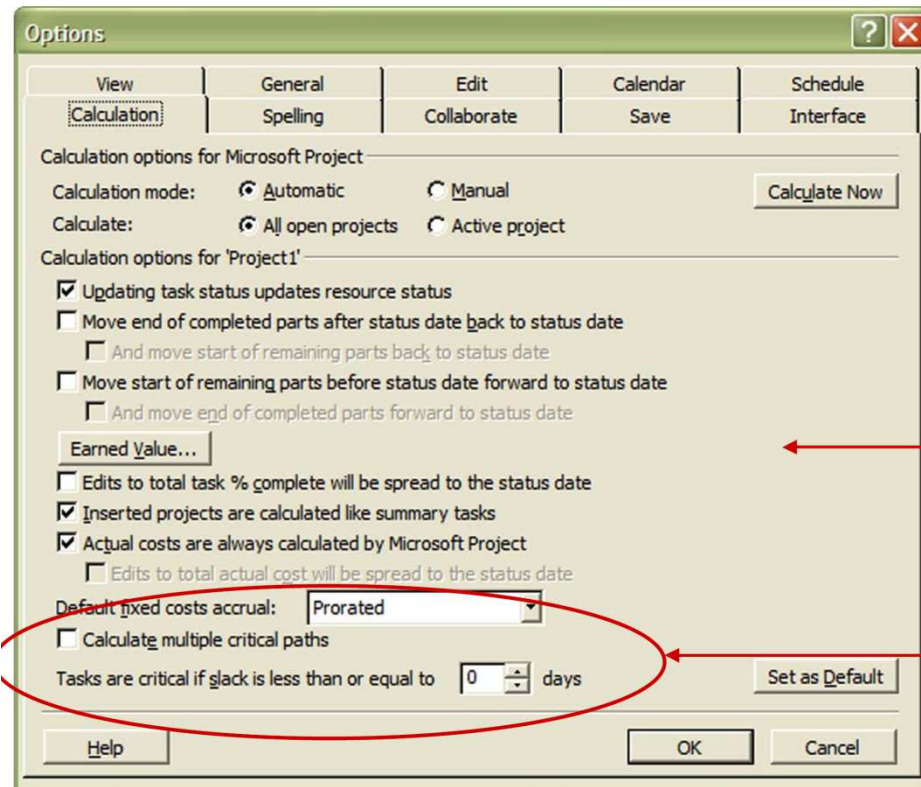 Options
View General Edit Calendar Schedule
Calculation Spelling Collaborate Save Interface
Calculation options for Microsoft Project
Calculation mode: Automatic Manual Calculate Now
Calculate: All open projects Active project
Calculation options for 'Project1'
Updating task status updates resource status
Move end of completed parts after status date back to status date
And move start of remaining parts back to status date
Move start of remaining parts before status date forward to status date
And move end of completed parts forward to status date
Earned Value...
Edits to total task % complete will be spread to the status date
Inserted projects are calculated like summary tasks
Actual costs are always calculated by Microsoft Project
Edits to total actual cost will be spread to the status date
Default fixed costs accrual: Prorated
Calculate multiple critical paths
Tasks are critical if slack is less than or equal to 0 days Set as Default
Help OK Cancel